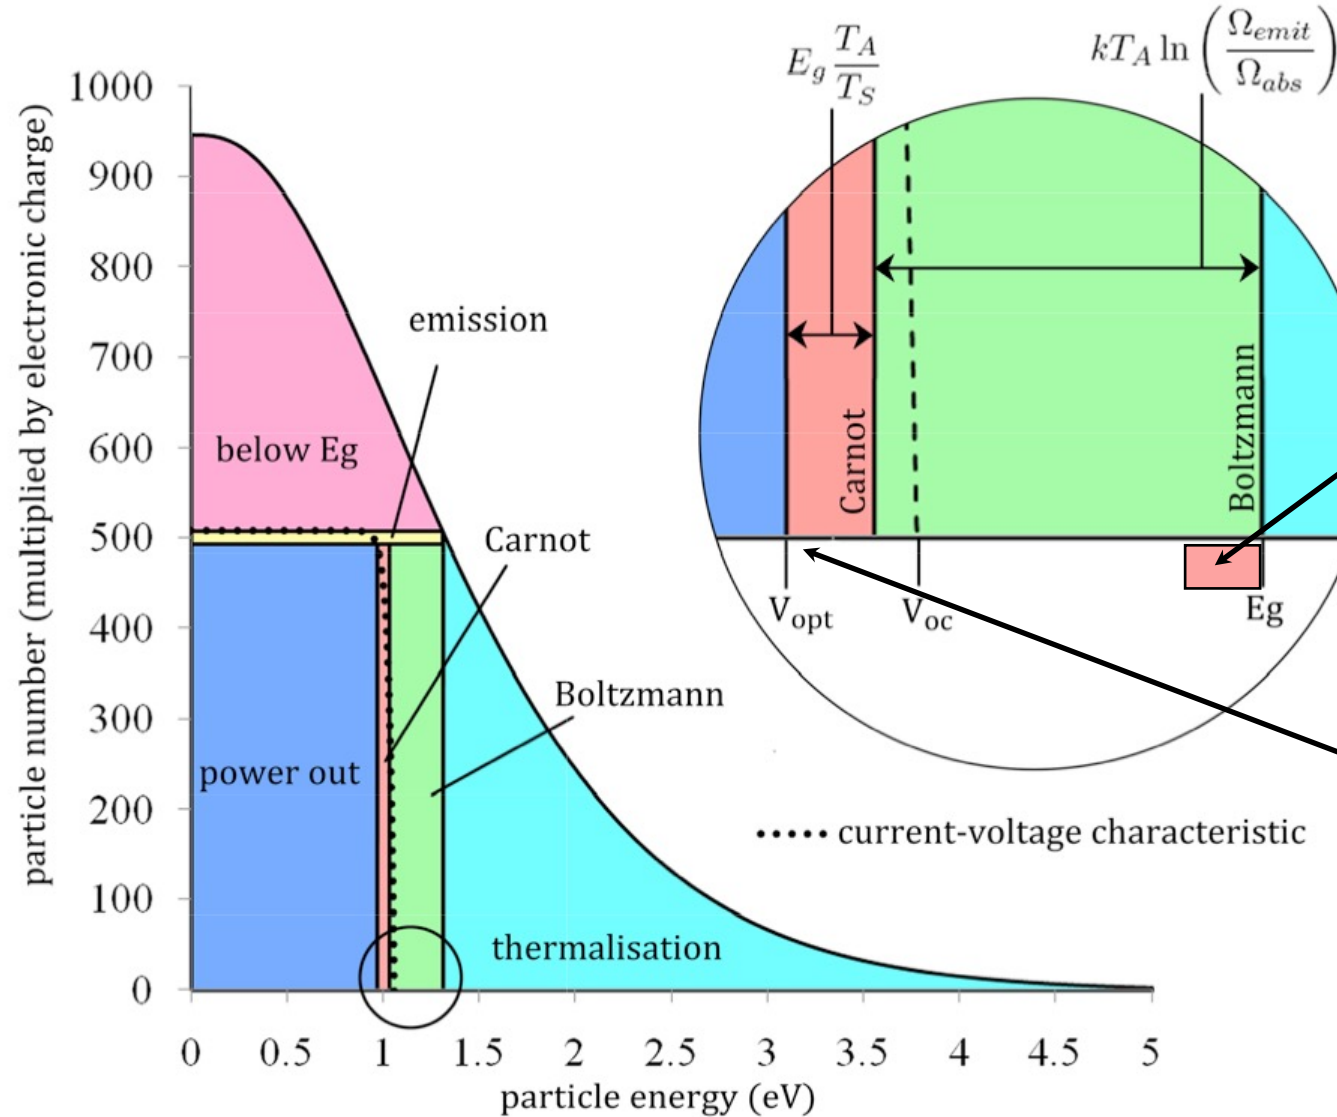 E_g T_A/T_S
kT_A ln(Ω_emit/Ω_abs)
particle number (multiplied by electronic charge)
1000
900
800
700
600
500
400
300
200
100
0
emission
below Eg
Carnot
Boltzmann
power out
thermalisation
Carnot
Boltzmann
V_opt
V_oc
Eg
current-voltage characteristic
0 0.5 1 1.5 2 2.5 3 3.5 4 4.5 5
particle energy (eV)